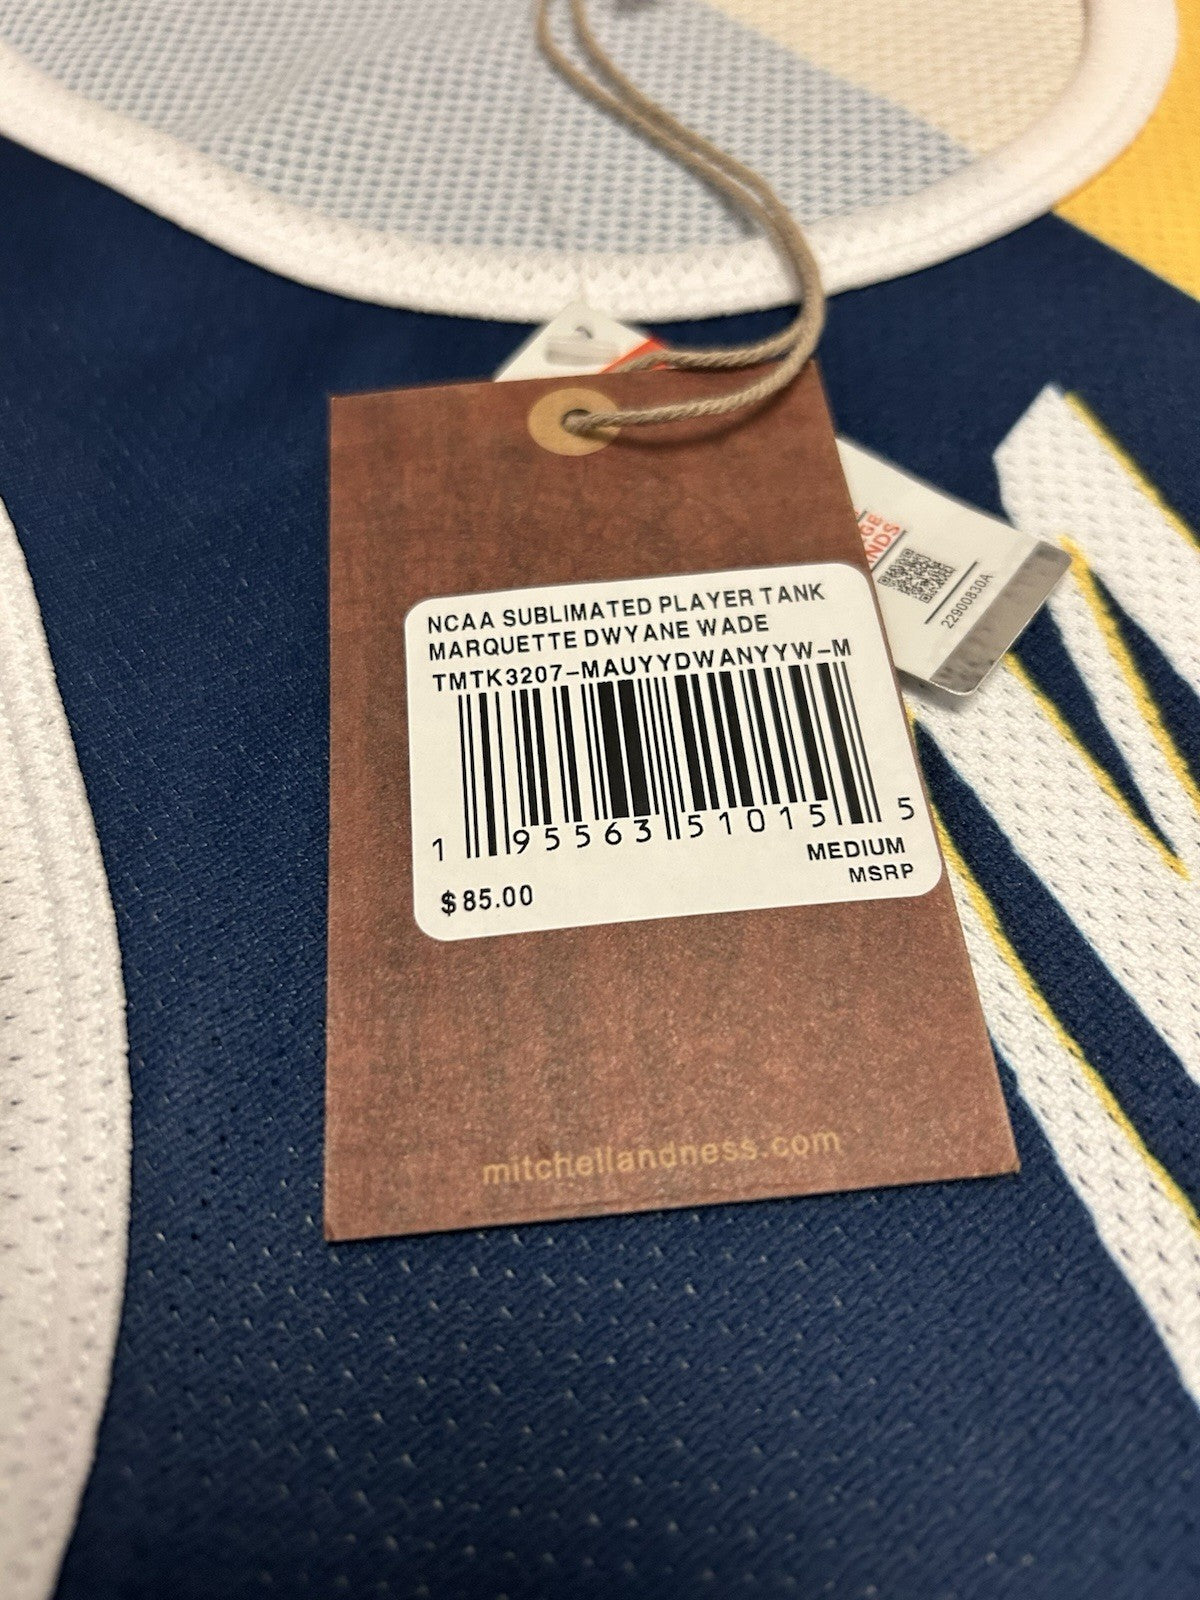 NCAA SUBLIMATED PLAYER TANK
MARQUETTE DWYANE WADE
TMTK3207-MAUYYDWANYYW-M
1 95563 51015 5
MEDIUM
$85.00 MSRP
mitchellandness.com
22900830A